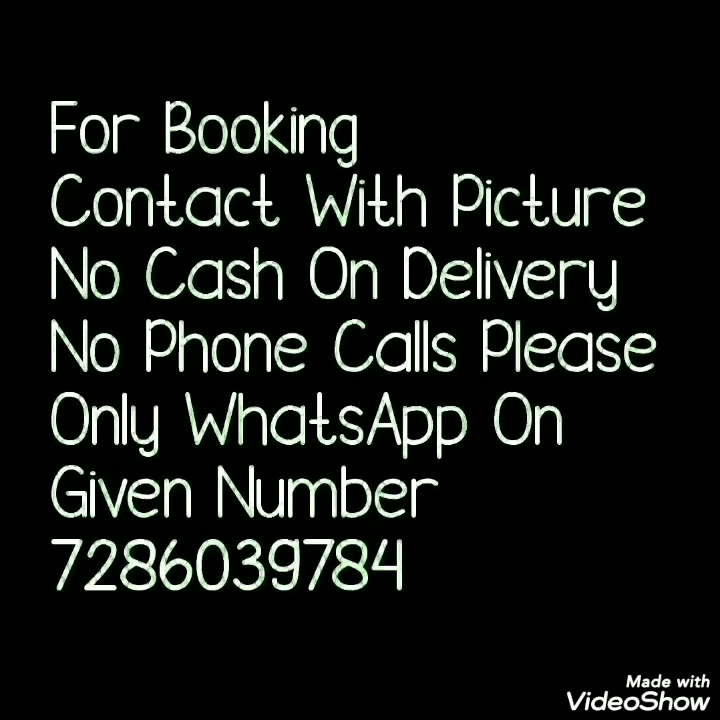 For Booking
Contact With Picture
No Cash On Delivery
No Phone Calls Please
Only WhatsApp On
Given Number
7286039784
Made with
VideoShow